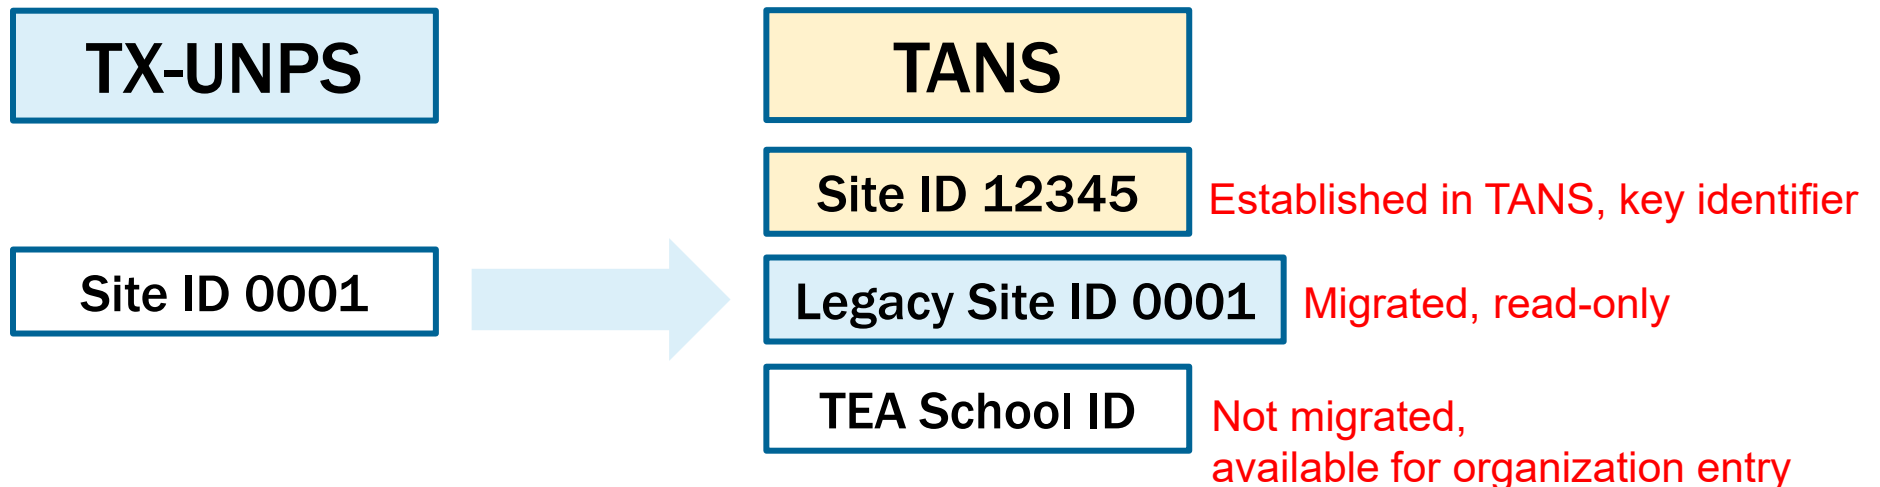 TX-UNPS
TANS
Site ID 12345
Established in TANS, key identifier
Site ID 0001
Legacy Site ID 0001
Migrated, read-only
TEA School ID
Not migrated,
available for organization entry